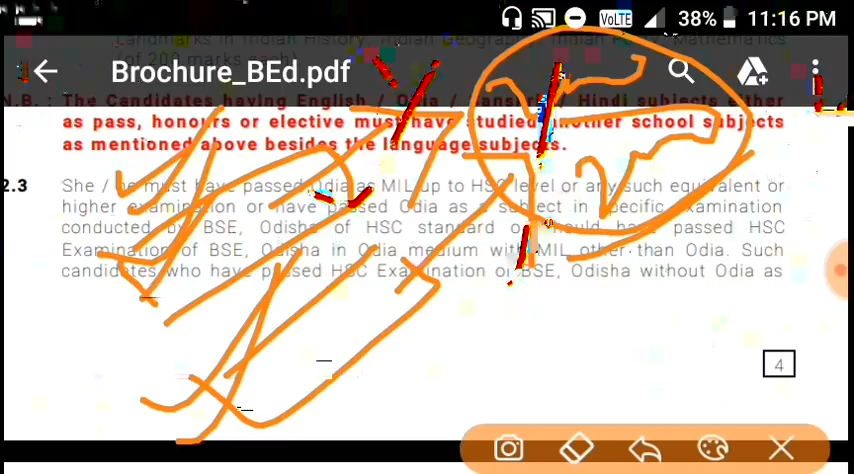 VoLTE 38% 11:16 PM
Landmarks in Indian History, Indian Geography, Indian Mathematics
(of 200 marks each)
Brochure_BEd.pdf
N.B. : The Candidates having English / Odia / Sanskrit / Hindi subjects either
as pass, honours or elective must have studied another school subjects
as mentioned above besides the language subjects.
2.3 She / he must have passed Odia as MIL up to HSC level or any such equivalent or
higher examination or have passed Odia as a subject in specific examination
conducted by BSE, Odisha of HSC standard or should have passed HSC
Examination of BSE, Odisha in Odia medium with MIL other than Odia. Such
candidates who have passed HSC Examination of BSE, Odisha without Odia as
4